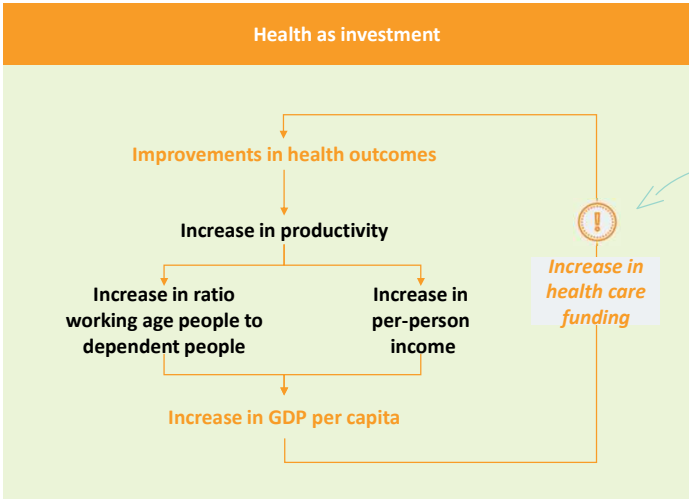 Health as investment
Improvements in health outcomes
Increase in productivity
Increase in ratio
working age people to
dependent people
Increase in
per-person
income
Increase in
health care
funding
Increase in GDP per capita